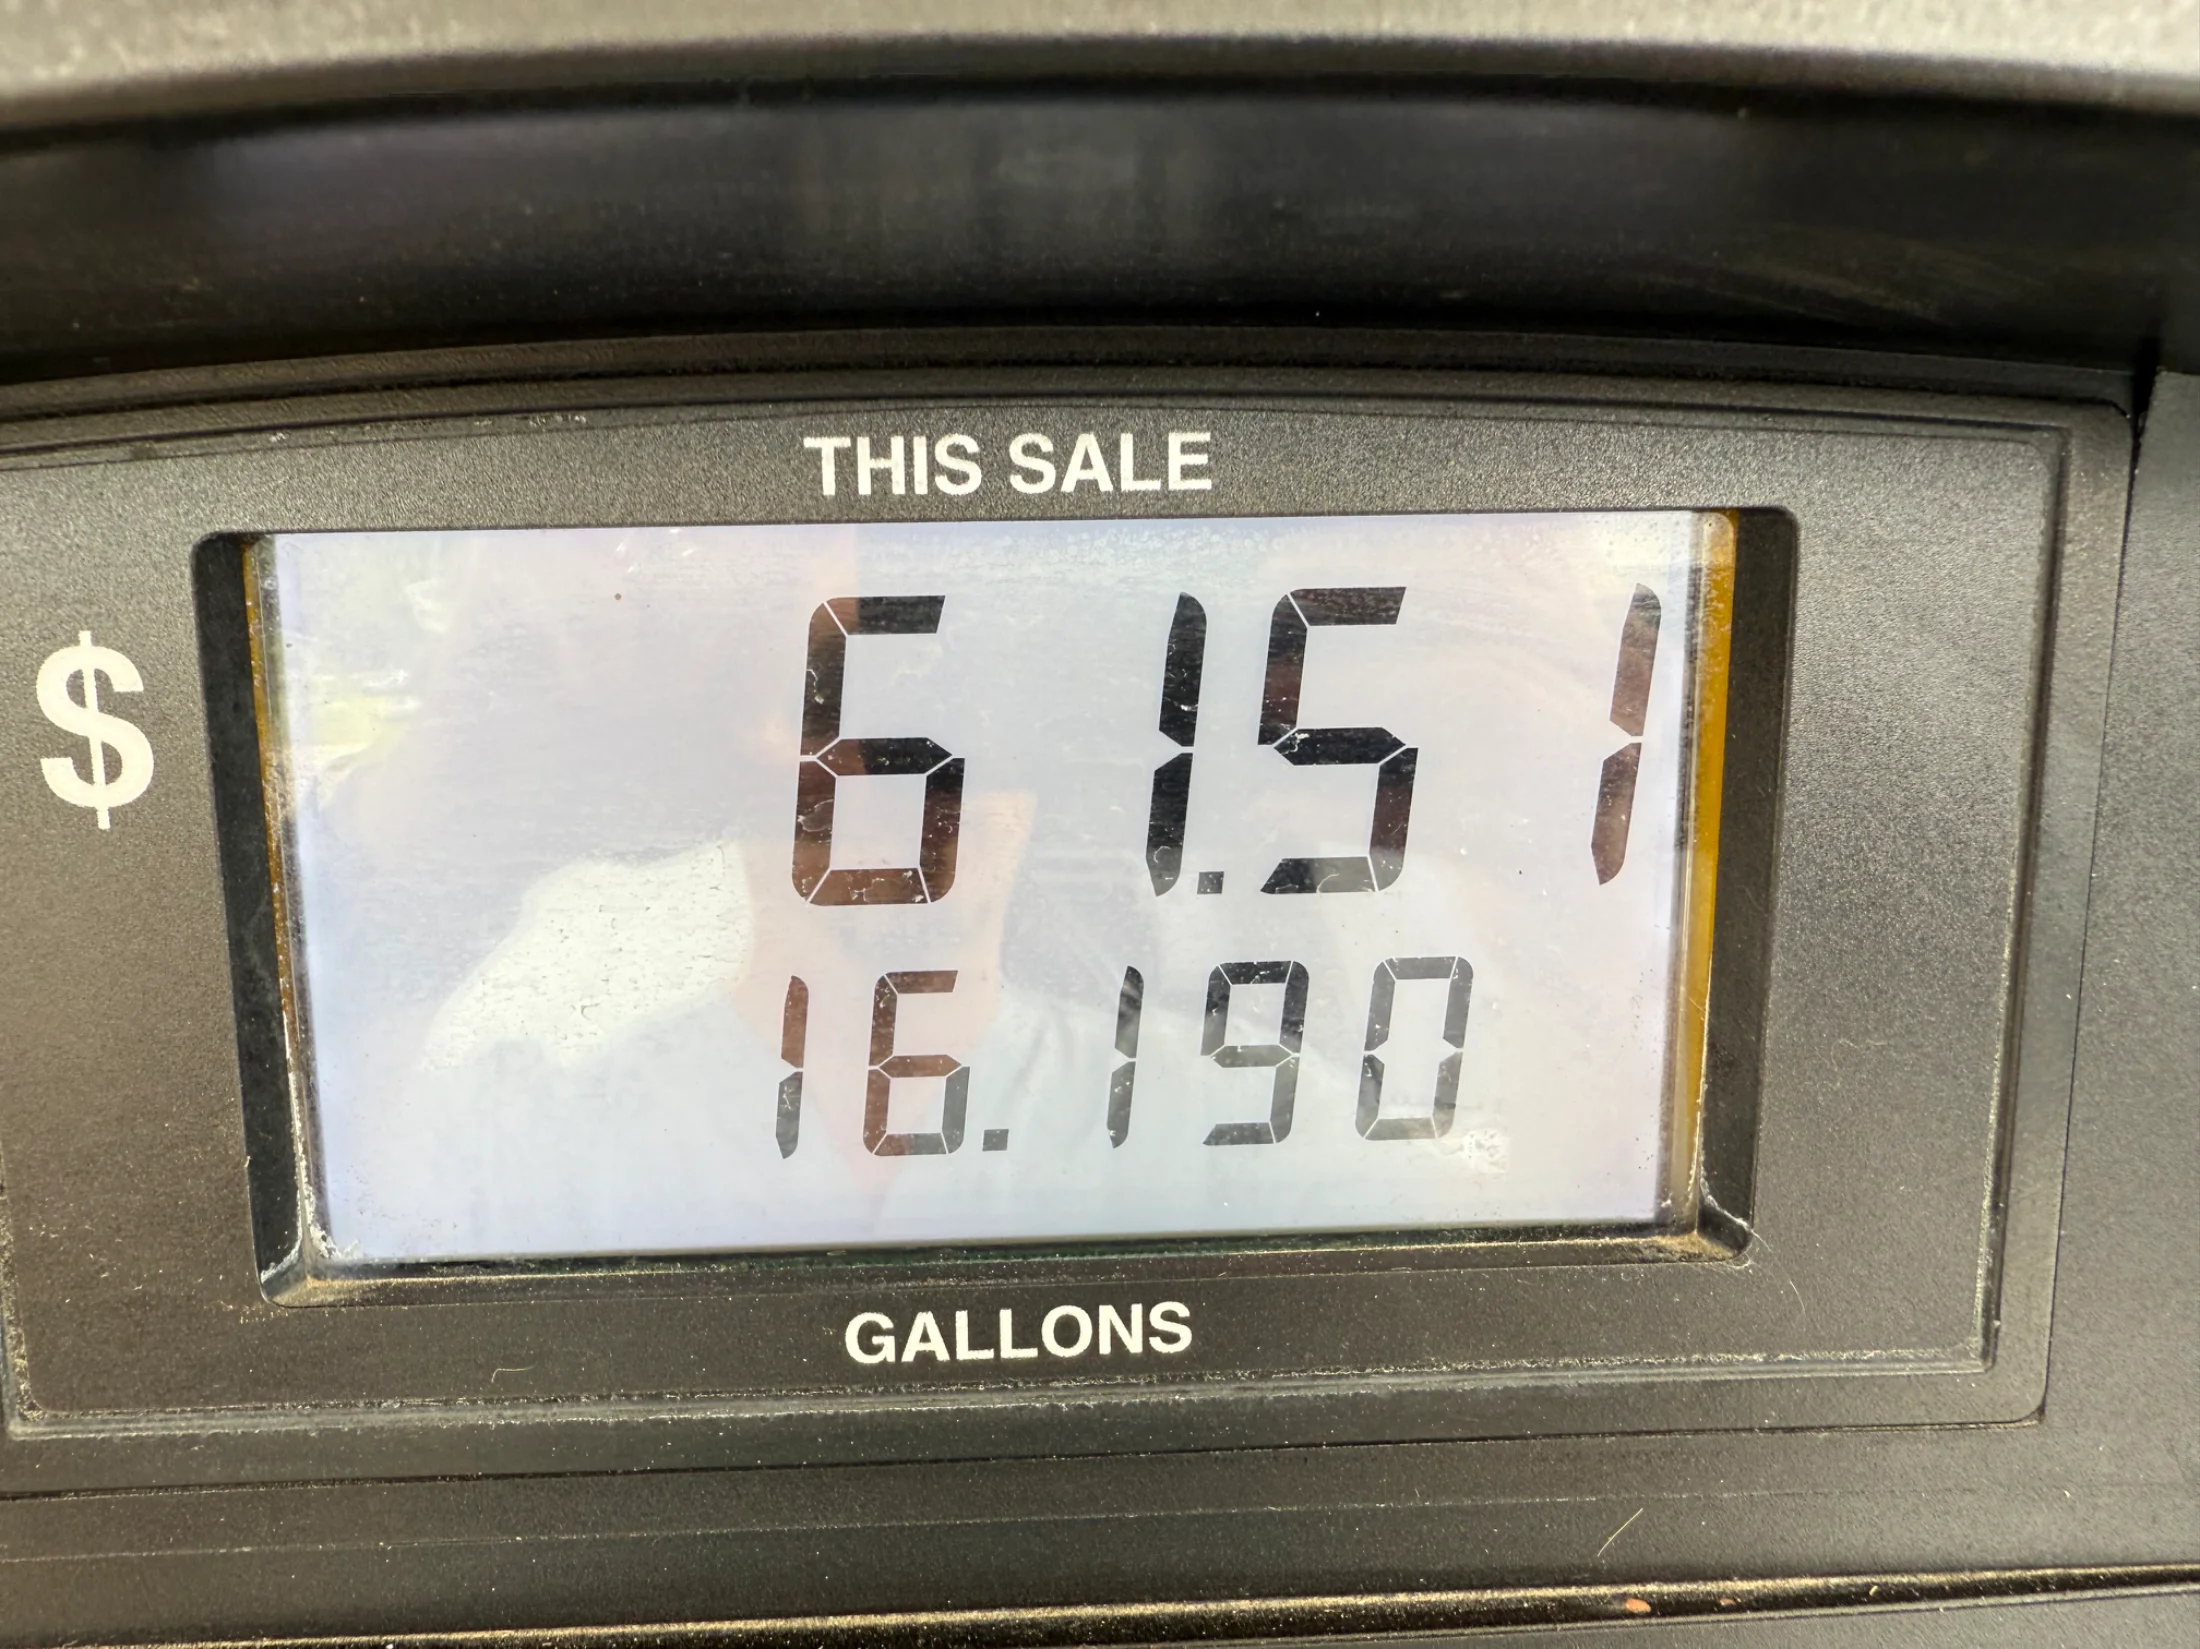 THIS SALE
$ 61.51
16.190
GALLONS